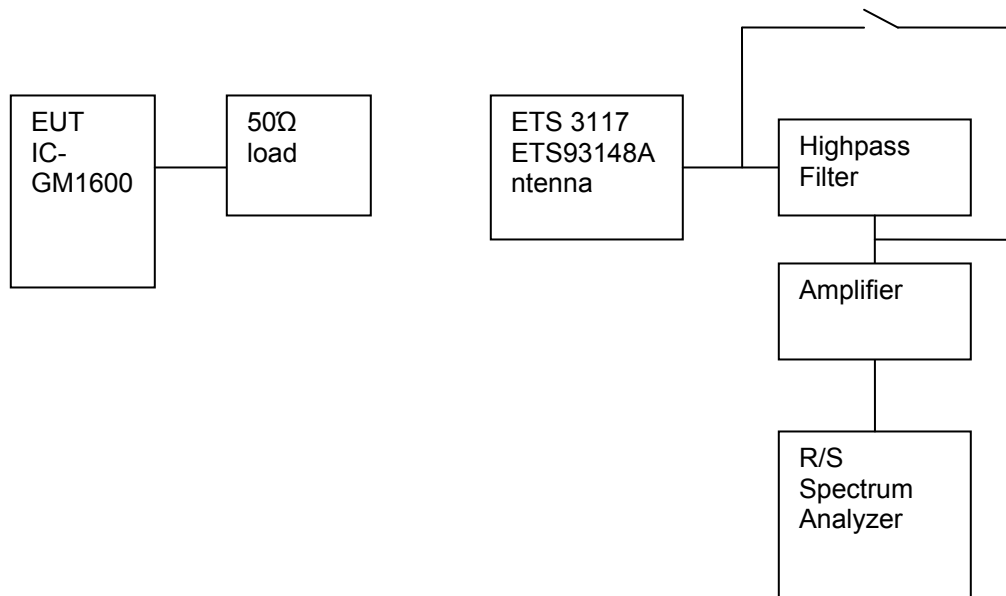 EUT
IC-
GM1600
50Ω
load
ETS 3117
ETS93148A
ntenna
Highpass
Filter
Amplifier
R/S
Spectrum
Analyzer